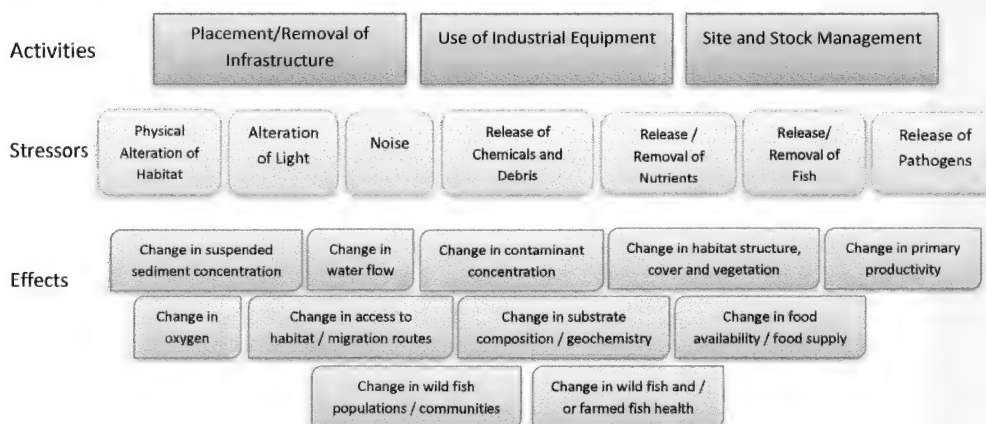 Activities
Placement/Removal of
Infrastructure
Use of Industrial Equipment
Site and Stock Management
Stressors
Physical
Alteration of
Habitat
Alteration
of Light
Noise
Release of
Chemicals and
Debris
Release /
Removal of
Nutrients
Release/
Removal of
Fish
Release of
Pathogens
Effects
Change in suspended
sediment concentration
Change in
water flow
Change in contaminant
concentration
Change in habitat structure,
cover and vegetation
Change in primary
productivity
Change in
oxygen
Change in access to
habitat / migration routes
Change in substrate
composition / geochemistry
Change in food
availability / food supply
Change in wild fish
populations / communities
Change in wild fish and /
or farmed fish health